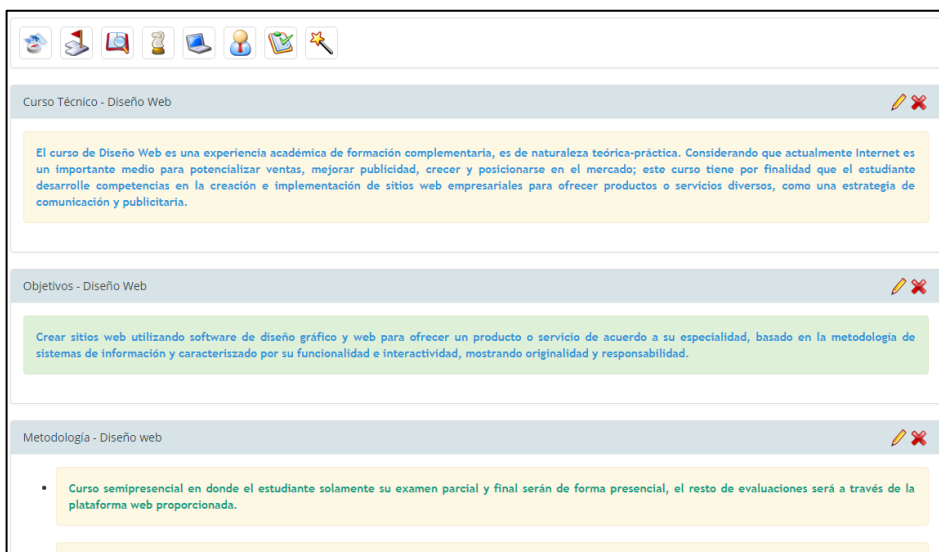 Curso Técnico - Diseño Web
El curso de Diseño Web es una experiencia académica de formación complementaria, es de naturaleza teórica-práctica. Considerando que actualmente Internet es
un importante medio para potencializar ventas, mejorar publicidad, crecer y posicionarse en el mercado; este curso tiene por finalidad que el estudiante
desarrolle competencias en la creación e implementación de sitios web empresariales para ofrecer productos o servicios diversos, como una estrategia de
comunicación y publicitaria.
Objetivos - Diseño Web
Crear sitios web utilizando software de diseño gráfico y web para ofrecer un producto o servicio de acuerdo a su especialidad, basado en la metodología de
sistemas de información y caracteriszado por su funcionalidad e interactividad, mostrando originalidad y responsabilidad.
Metodología - Diseño web
Curso semipresencial en donde el estudiante solamente su examen parcial y final serán de forma presencial, el resto de evaluaciones será a través de la
plataforma web proporcionada.